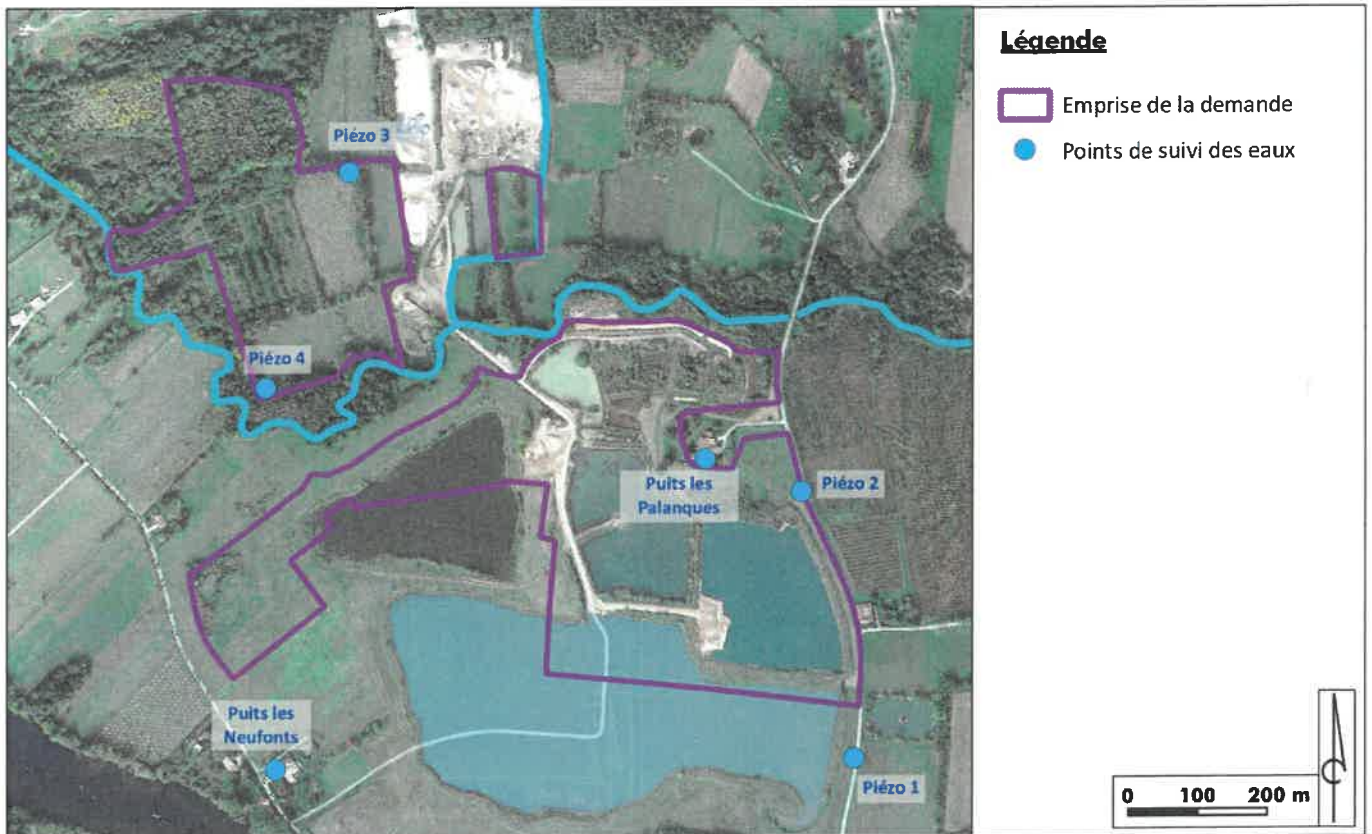 Légende
Emprise de la demande
Points de suivi des eaux
Piézo 3
Piézo 4
Puits les
Palanques
Piézo 2
Puits les
Neufonts
Piézo 1
0 100 200 m